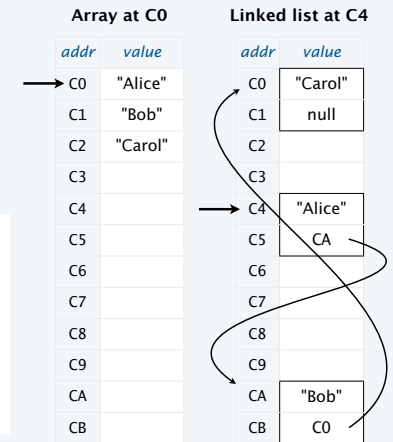 Array at C0 Linked list at C4
addr value addr value
C0 "Alice" C0 "Carol"
C1 "Bob" C1 null
C2 "Carol" C2
C3 C3
C4 C4 "Alice"
C5 C5 CA
C6 C6
C7 C7
C8 C8
C9 C9
CA CA "Bob"
CB CB C0